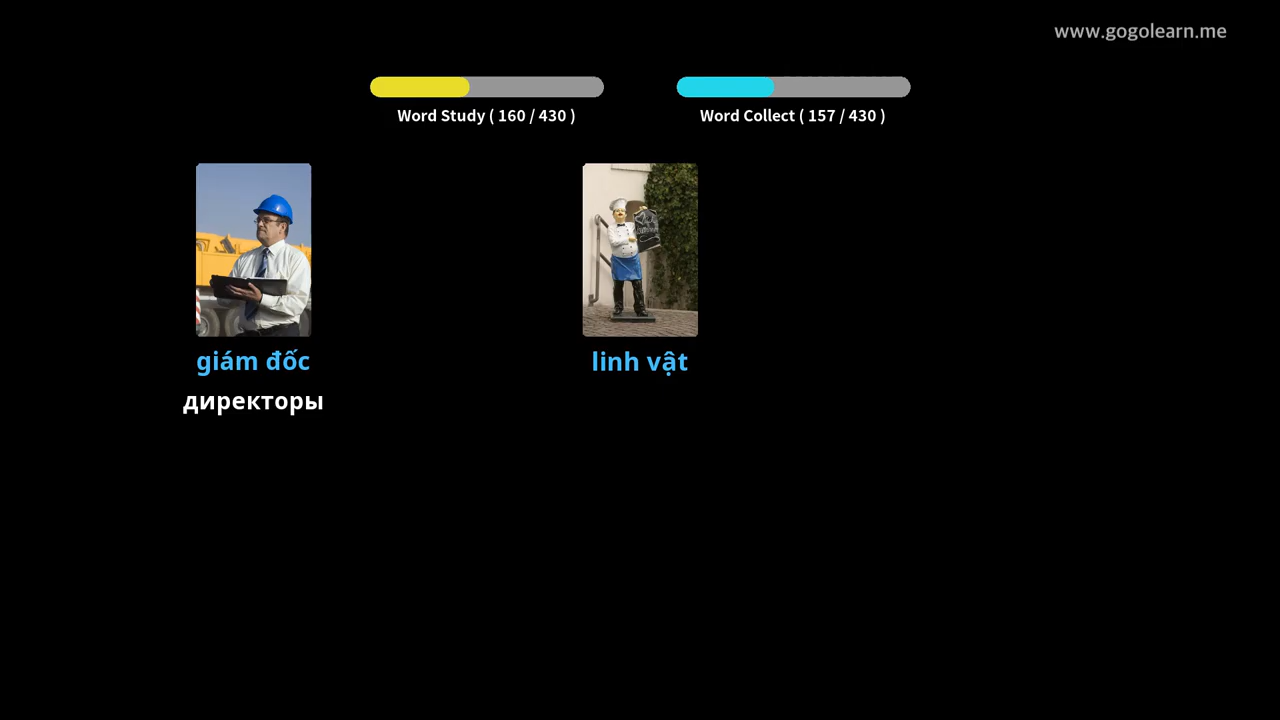 www.gogolearn.me
Word Study ( 160 / 430 )
Word Collect ( 157 / 430 )
giám đốc
linh vật
директоры